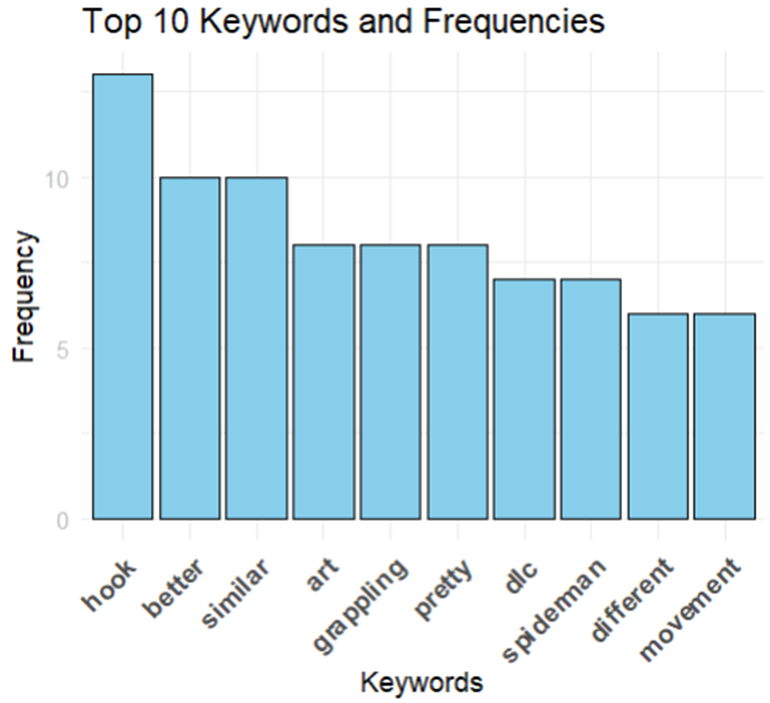 Top 10 Keywords and Frequencies
Frequency
10
5
0
hook
better
similar
art
grappling
pretty
dlc
spiderman
different
movement
Keywords